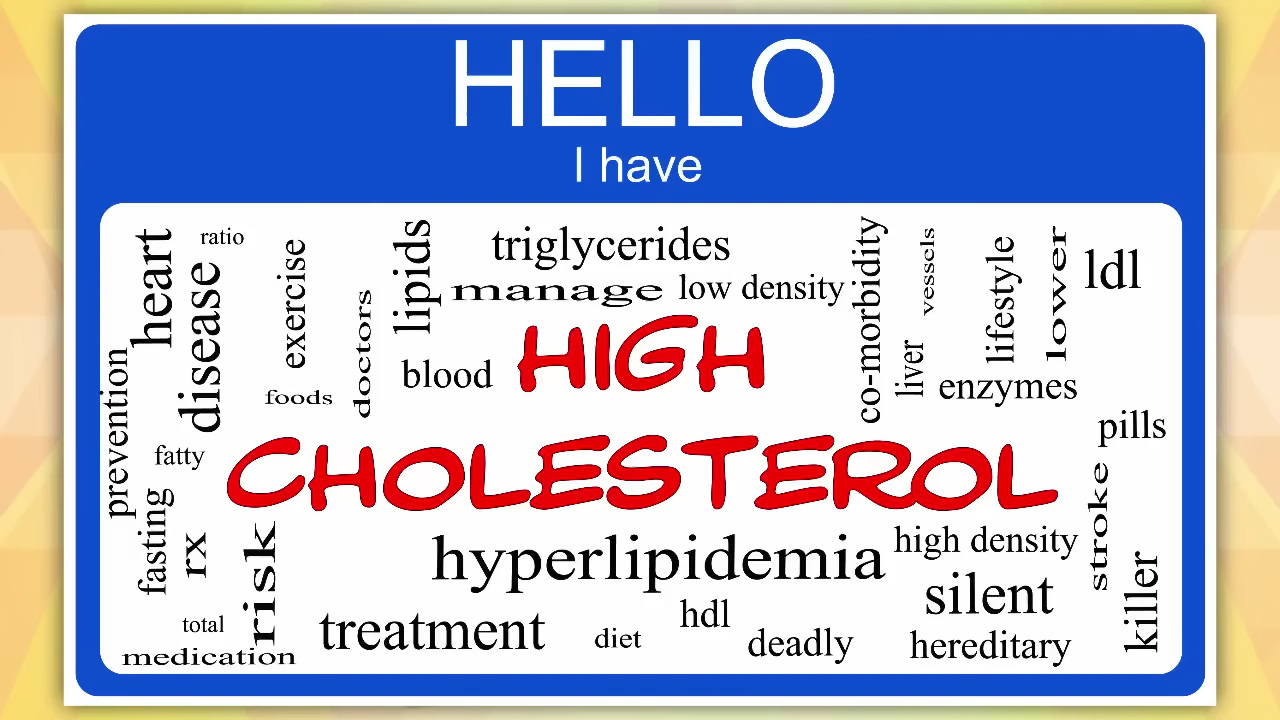 HELLO
I have
heart
ratio
disease
exercise
doctors
lipids
triglycerides
manage
low density
co-morbidity
vessels
lifestyle
lower
ldl
prevention
foods
blood
HIGH
liver
enzymes
pills
fatty
CHOLESTEROL
fasting
rx
risk
hyperlipidemia
high density
stroke
silent
killer
total
treatment
diet
hdl
deadly
hereditary
medication